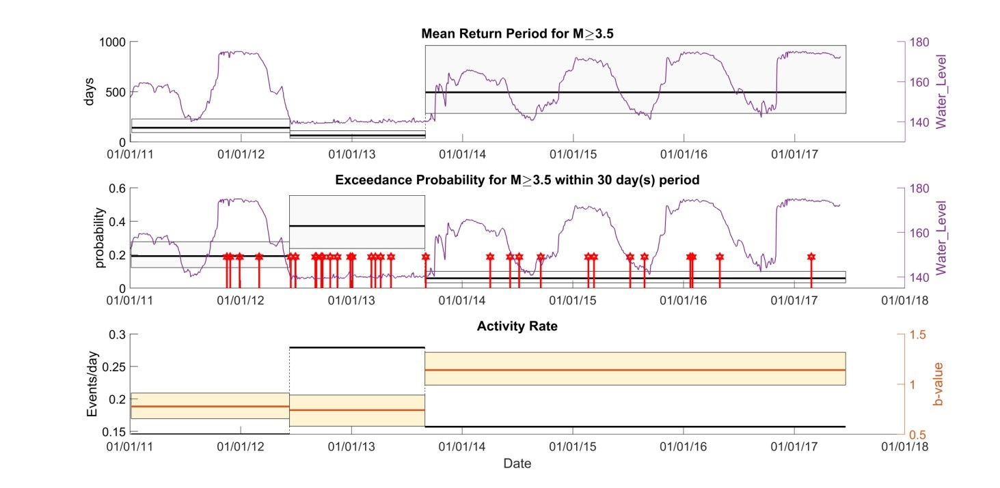 Mean Return Period for M≥3.5
1000
500
0
days
180
160
140
Water_Level
01/01/11 01/01/12 01/01/13 01/01/14 01/01/15 01/01/16 01/01/17
Exceedance Probability for M≥3.5 within 30 day(s) period
0.6
0.4
0.2
0
probability
180
160
140
Water_Level
01/01/11 01/01/12 01/01/13 01/01/14 01/01/15 01/01/16 01/01/17 01/01/18
Activity Rate
0.3
0.25
0.2
0.15
Events/day
1.5
1
0.5
b-value
01/01/11 01/01/12 01/01/13 01/01/14 01/01/15 01/01/16 01/01/17 01/01/18
Date